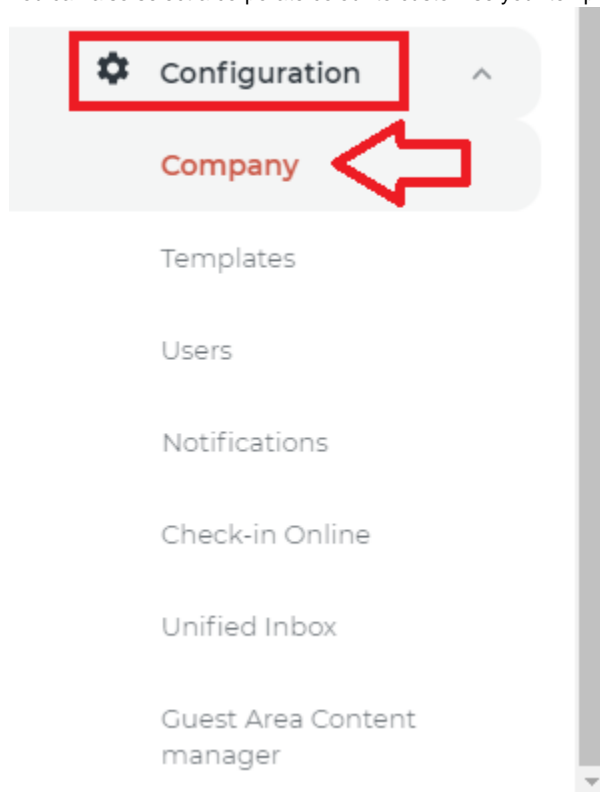 Configuration
Company
Templates
Users
Notifications
Check-in Online
Unified Inbox
Guest Area Content
manager